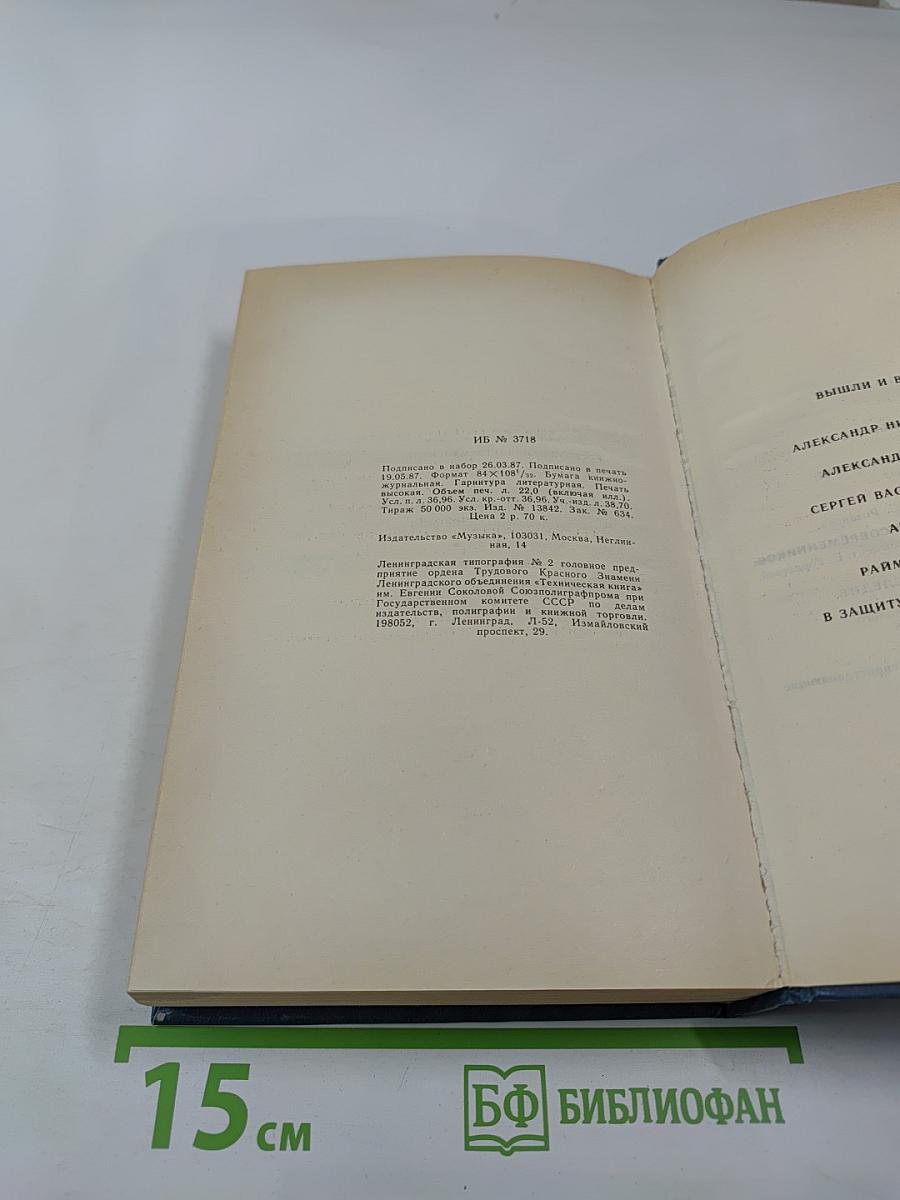 ИБ № 3718
Подписано в набор 26.03.87. Подписано в печать
19.05.87. Формат 84×108¹/₃₂. Бумага книжно-
журнальная. Гарнитура литературная. Печать
высокая. Объем печ. л. 22,0 (включая илл.).
Усл. п. л. 36,96. Усл. кр.-отт. 36,96. Уч.-изд. л. 38,70.
Тираж 50 000 экз. Изд. № 13842. Зак. № 634.
Цена 2 р. 70 к.
Издательство «Музыка», 103031, Москва, Неглин-
ная, 14
Ленинградская типография № 2 головное пред-
приятие ордена Трудового Красного Знамени
Ленинградского объединения «Техническая книга»
им. Евгении Соколовой Союзполиграфпрома при
Государственном комитете СССР по делам
издательств, полиграфии и книжной торговли.
198052, г. Ленинград, Л-52, Измайловский
проспект, 29.
ВЫШЛИ И В
АЛЕКСАНДР НИ
АЛЕКСАНД
СЕРГЕЙ ВАС
А
РАЙМ
В ЗАЩИТУ
15 см
БФ БИБЛИОФАН